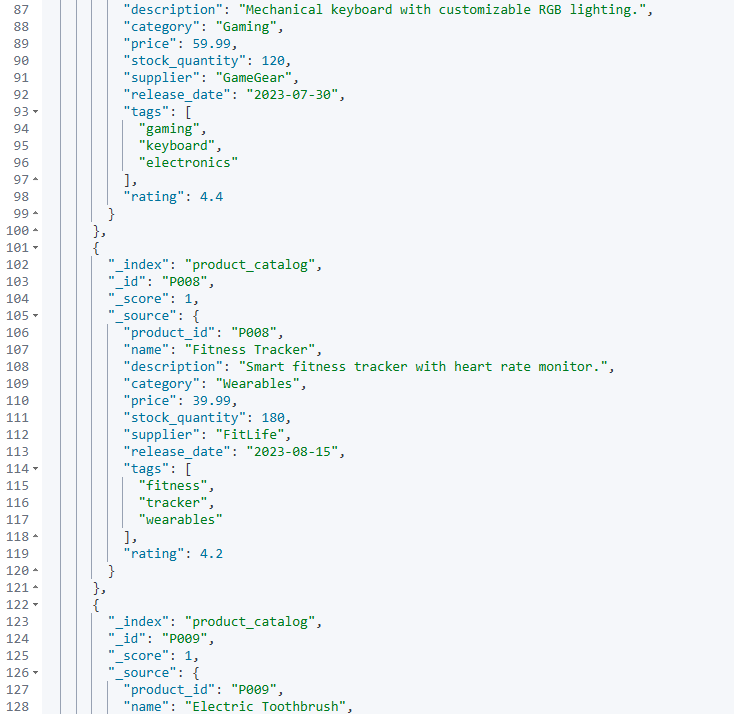 87 "description": "Mechanical keyboard with customizable RGB lighting.",
88 "category": "Gaming",
89 "price": 59.99,
90 "stock_quantity": 120,
91 "supplier": "GameGear",
92 "release_date": "2023-07-30",
93 "tags": [
94 "gaming",
95 "keyboard",
96 "electronics"
97 ],
98 "rating": 4.4
99 }
100 },
101 {
102 "_index": "product_catalog",
103 "_id": "P008",
104 "_score": 1,
105 "_source": {
106 "product_id": "P008",
107 "name": "Fitness Tracker",
108 "description": "Smart fitness tracker with heart rate monitor.",
109 "category": "Wearables",
110 "price": 39.99,
111 "stock_quantity": 180,
112 "supplier": "FitLife",
113 "release_date": "2023-08-15",
114 "tags": [
115 "fitness",
116 "tracker",
117 "wearables"
118 ],
119 "rating": 4.2
120 }
121 },
122 {
123 "_index": "product_catalog",
124 "_id": "P009",
125 "_score": 1,
126 "_source": {
127 "product_id": "P009",
128 "name": "Electric Toothbrush",